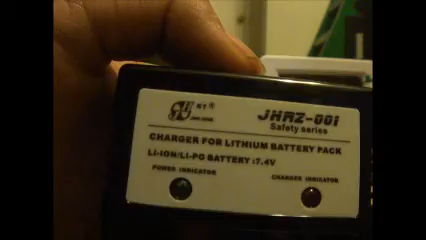 JHRZ-001
Safety series
CHARGER FOR LITHIUM BATTERY PACK
LI-ION/LI-PO BATTERY :7.4V
POWER INDICATOR
CHARGER INDICATOR